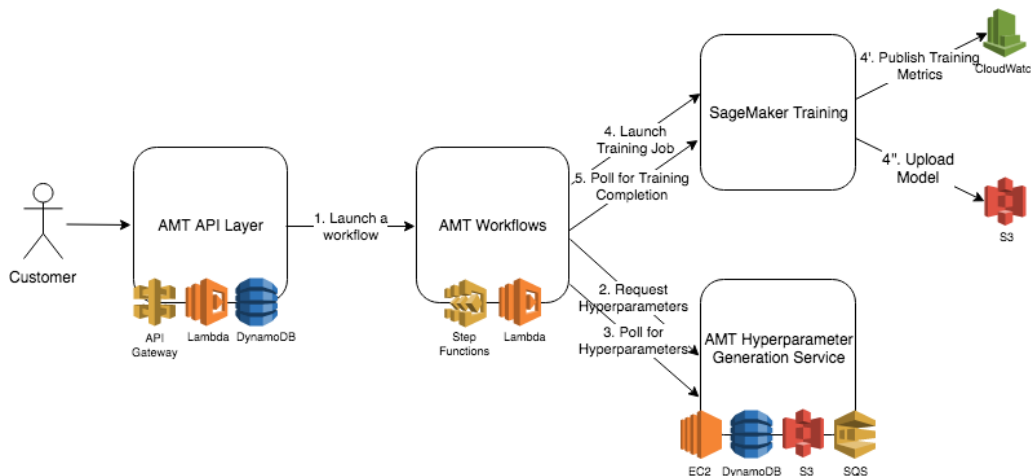 4'. Publish Training
Metrics
CloudWatc
SageMaker Training
4. Launch
Training Job
4". Upload
Model
5. Poll for Training
Completion
S3
Customer
AMT API Layer
1. Launch a
workflow
AMT Workflows
2. Request
Hyperparameters
3. Poll for
Hyperparameters
API
Gateway
Lambda
DynamoDB
Step
Functions
Lambda
AMT Hyperparameter
Generation Service
EC2
DynamoDB
S3
SQS